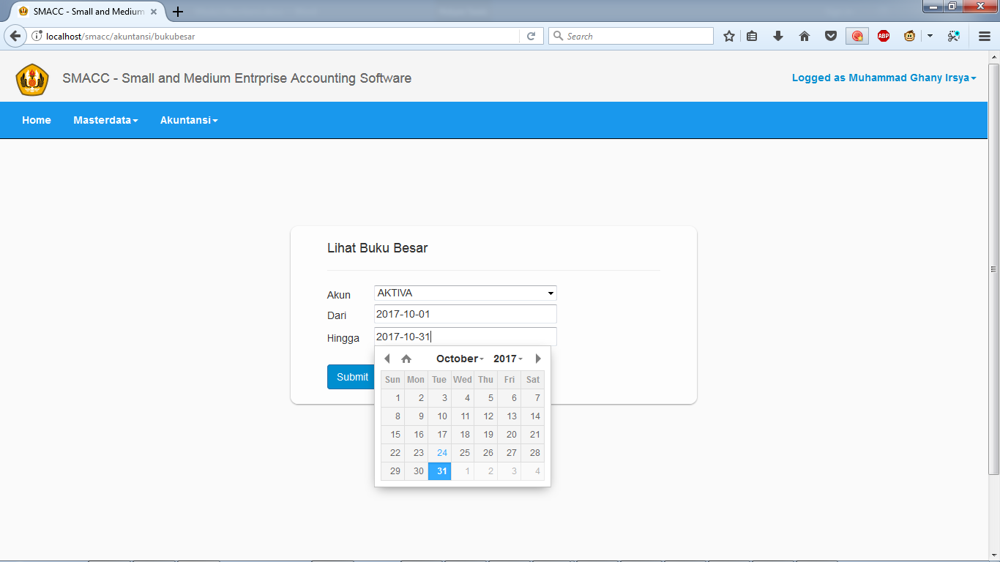 SMACC - Small and Medium
localhost/smacc/akuntansi/bukubesar
Search
ABP
SMACC - Small and Medium Entrprise Accounting Software
Logged as Muhammad Ghany Irsya
Home Masterdata Akuntansi
Lihat Buku Besar
Akun AKTIVA
Dari 2017-10-01
Hingga 2017-10-31
October 2017
Submit
Sun Mon Tue Wed Thu Fri Sat
1 2 3 4 5 6 7
8 9 10 11 12 13 14
15 16 17 18 19 20 21
22 23 24 25 26 27 28
29 30 31 1 2 3 4